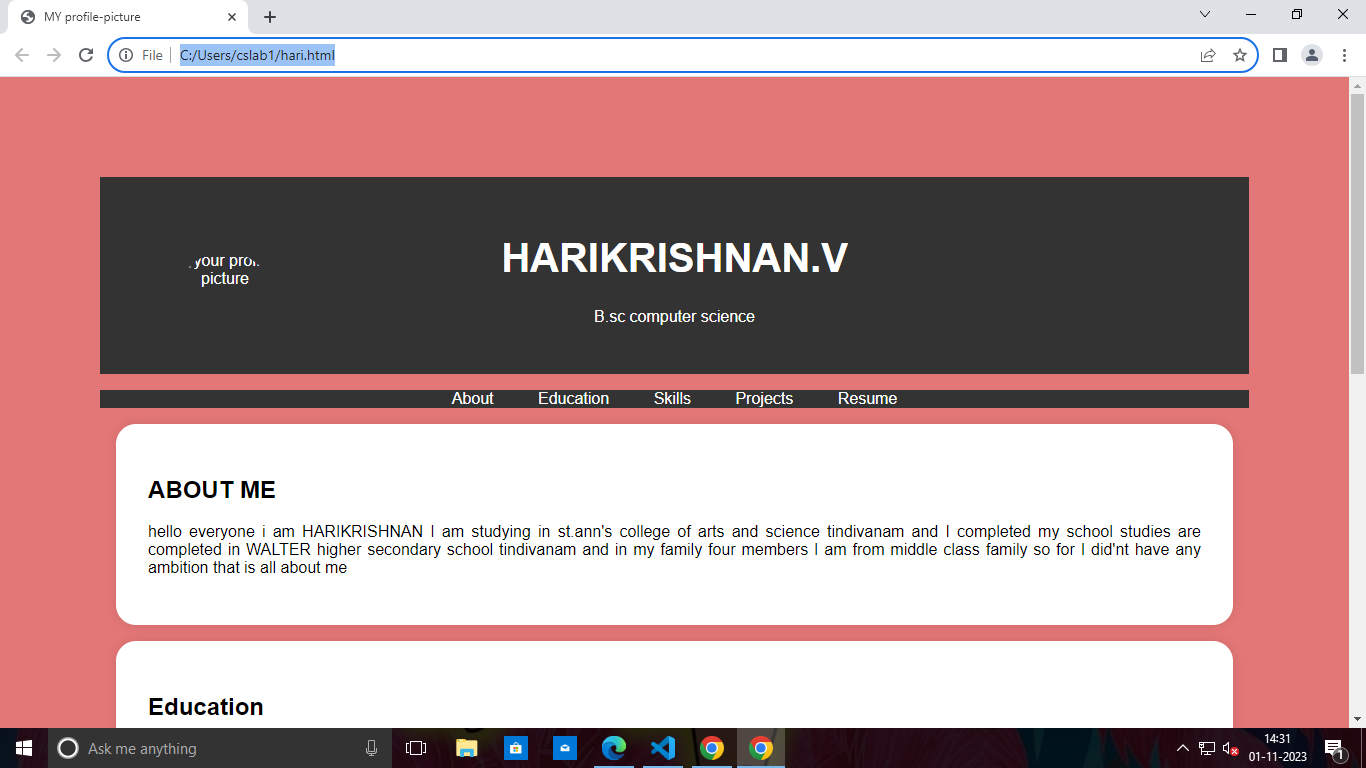 MY profile-picture
File C:/Users/cslab1/hari.html
your prof
picture
HARIKRISHNAN.V
B.sc computer science
About Education Skills Projects Resume
ABOUT ME
hello everyone i am HARIKRISHNAN I am studying in st.ann's college of arts and science tindivanam and I completed my school studies are
completed in WALTER higher secondary school tindivanam and in my family four members I am from middle class family so for I did'nt have any
ambition that is all about me
Education
Ask me anything
14:31
01-11-2023
1